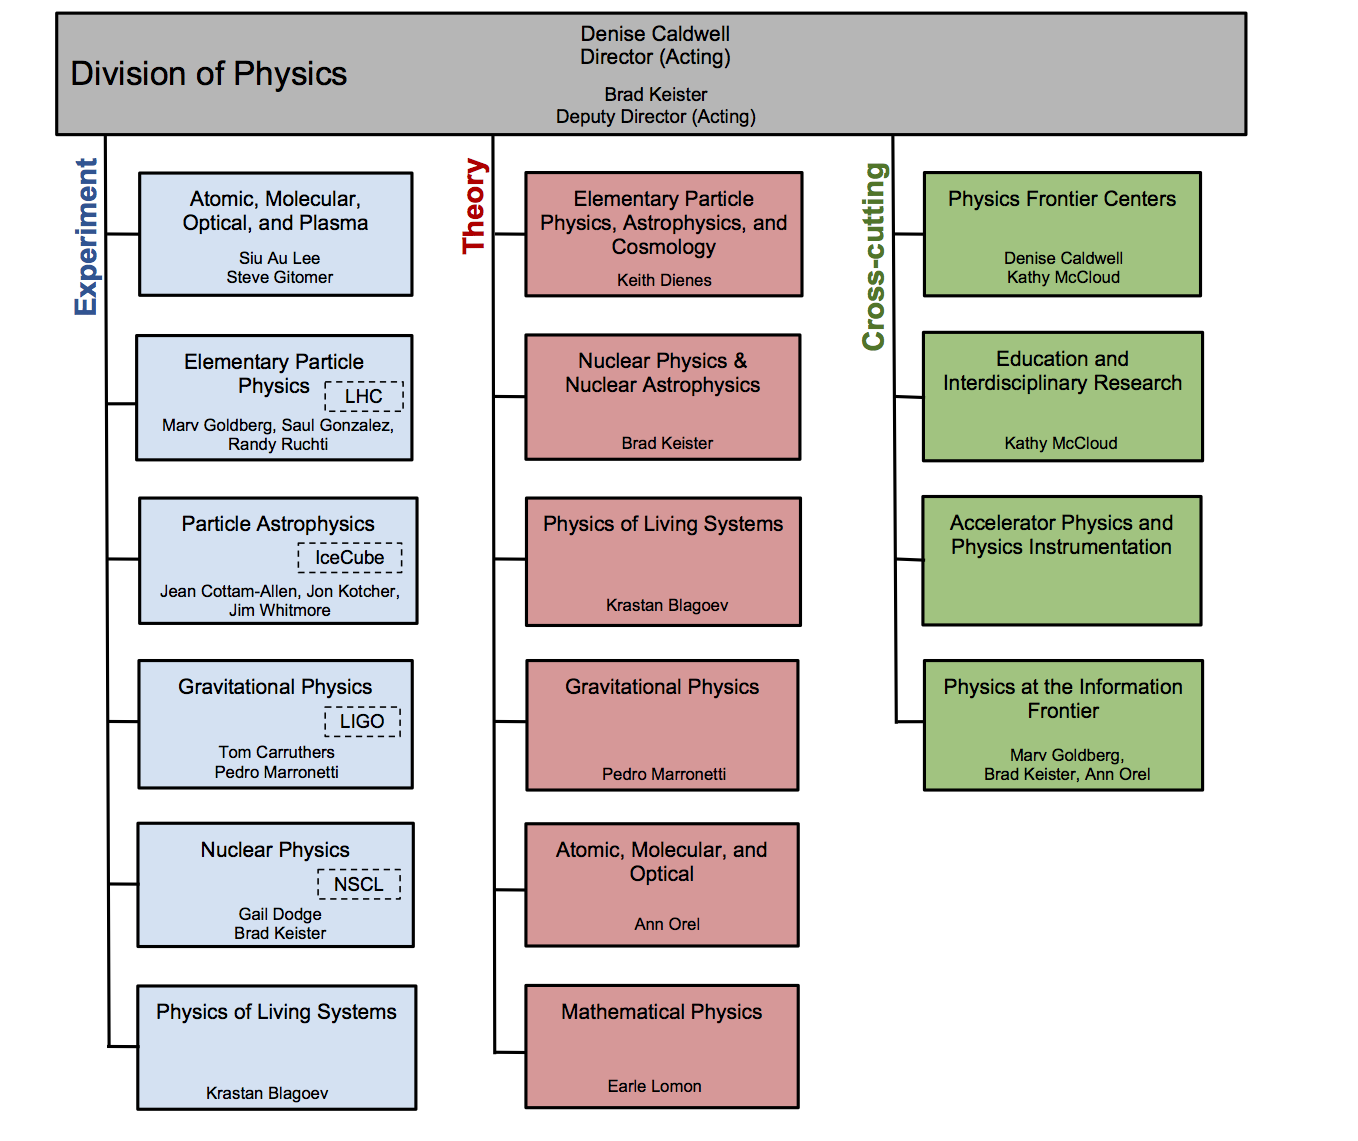 Division of Physics
Denise Caldwell
Director (Acting)
Brad Keister
Deputy Director (Acting)
Experiment
Atomic, Molecular,
Optical, and Plasma
Siu Au Lee
Steve Gitomer
Elementary Particle
Physics
LHC
Marv Goldberg, Saul Gonzalez,
Randy Ruchti
Particle Astrophysics
IceCube
Jean Cottam-Allen, Jon Kotcher,
Jim Whitmore
Gravitational Physics
LIGO
Tom Carruthers
Pedro Marronetti
Nuclear Physics
NSCL
Gail Dodge
Brad Keister
Physics of Living Systems
Krastan Blagoev
Theory
Elementary Particle
Physics, Astrophysics, and
Cosmology
Keith Dienes
Nuclear Physics &
Nuclear Astrophysics
Brad Keister
Physics of Living Systems
Krastan Blagoev
Gravitational Physics
Pedro Marronetti
Atomic, Molecular, and
Optical
Ann Orel
Mathematical Physics
Earle Lomon
Cross-cutting
Physics Frontier Centers
Denise Caldwell
Kathy McCloud
Education and
Interdisciplinary Research
Kathy McCloud
Accelerator Physics and
Physics Instrumentation
Physics at the Information
Frontier
Marv Goldberg,
Brad Keister, Ann Orel